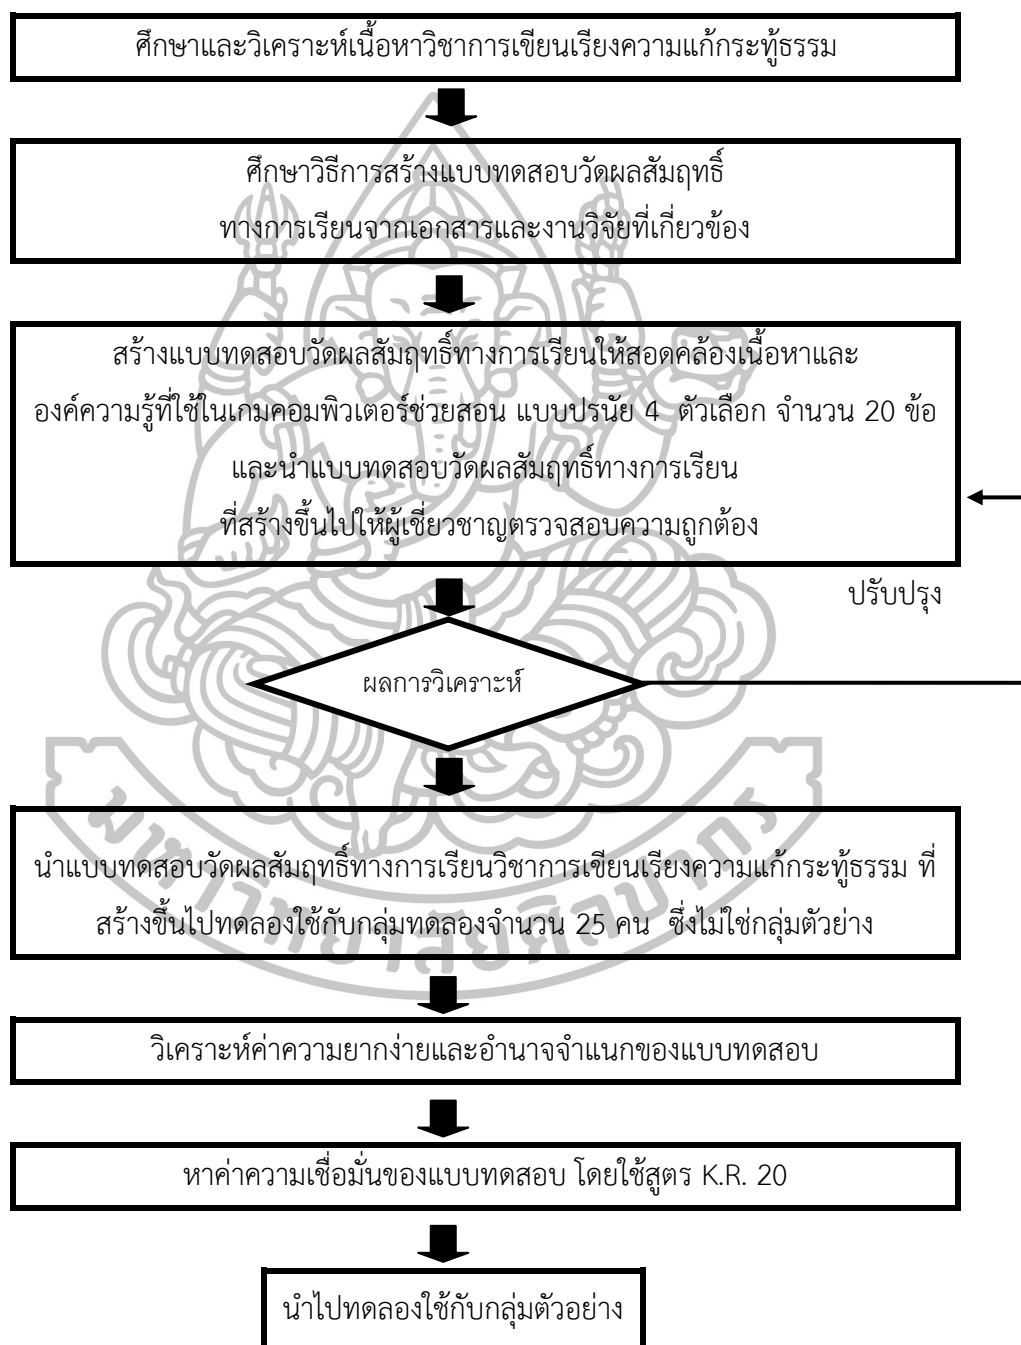 ศึกษาและวิเคราะห์เนื้อหาวิชาการเขียนเรียงความแก้กระทู้ธรรม
ศึกษาวิธีการสร้างแบบทดสอบวัดผลสัมฤทธิ์
ทางการเรียนจากเอกสารและงานวิจัยที่เกี่ยวข้อง
สร้างแบบทดสอบวัดผลสัมฤทธิ์ทางการเรียนให้สอดคล้องเนื้อหาและ
องค์ความรู้ที่ใช้ในเกมคอมพิวเตอร์ช่วยสอน แบบปรนัย 4 ตัวเลือก จำนวน 20 ข้อ
และนำแบบทดสอบวัดผลสัมฤทธิ์ทางการเรียน
ที่สร้างขึ้นไปให้ผู้เชี่ยวชาญตรวจสอบความถูกต้อง
ปรับปรุง
ผลการวิเคราะห์
นำแบบทดสอบวัดผลสัมฤทธิ์ทางการเรียนวิชาการเขียนเรียงความแก้กระทู้ธรรม ที่
สร้างขึ้นไปทดลองใช้กับกลุ่มทดลองจำนวน 25 คน ซึ่งไม่ใช่กลุ่มตัวอย่าง
มหาวิทยาลัยศิลปากร
วิเคราะห์ค่าความยากง่ายและอำนาจจำแนกของแบบทดสอบ
หาค่าความเชื่อมั่นของแบบทดสอบ โดยใช้สูตร K.R. 20
นำไปทดลองใช้กับกลุ่มตัวอย่าง